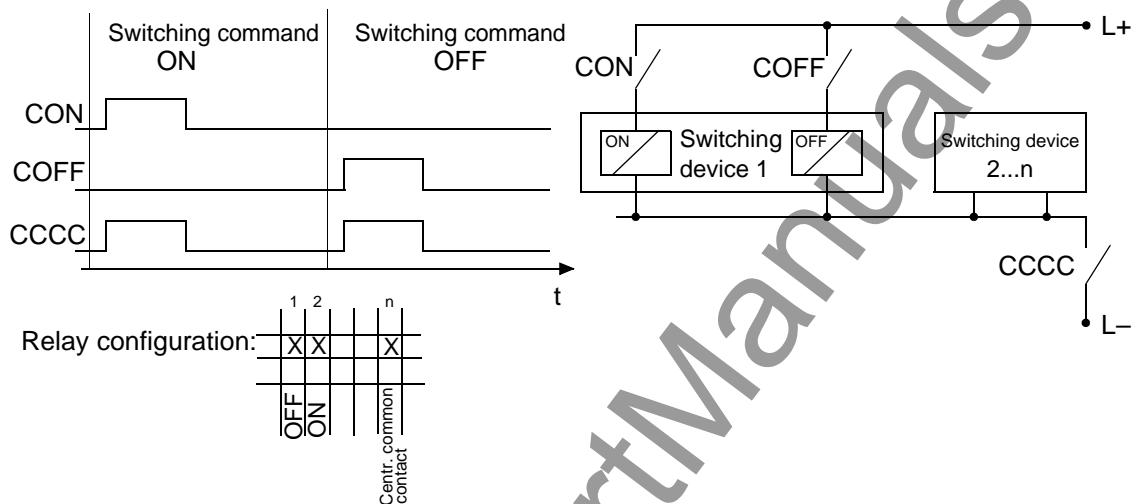 Switching command
ON
Switching command
OFF
CON
COFF
CCCC
t
L+
CON
COFF
ON
Switching
device 1
OFF
Switching device
2...n
CCCC
L–
1 2 n
Relay configuration:
X X X
OFF
ON
Centr. common
contact